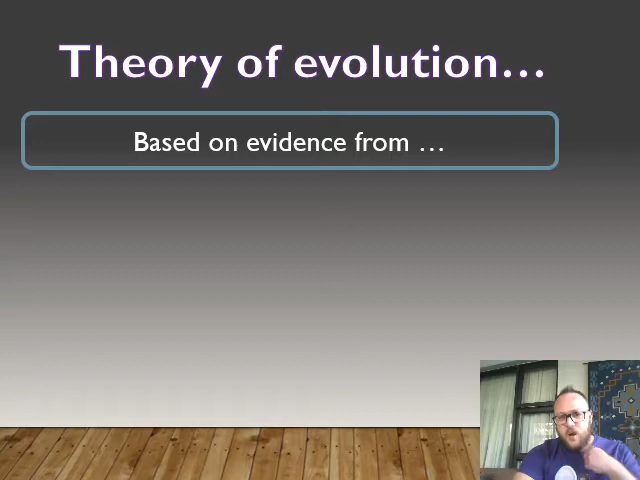 Theory of evolution…
Based on evidence from …